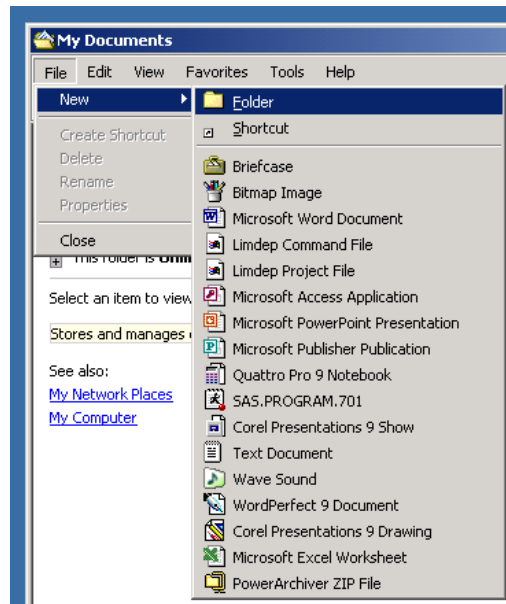 My Documents
File Edit View Favorites Tools Help
New
Create Shortcut
Delete
Rename
Properties
Close
Folder
Shortcut
Briefcase
Bitmap Image
Microsoft Word Document
Limdep Command File
Limdep Project File
Microsoft Access Application
Microsoft PowerPoint Presentation
Microsoft Publisher Publication
Quattro Pro 9 Notebook
SAS.PROGRAM.701
Corel Presentations 9 Show
Text Document
Wave Sound
WordPerfect 9 Document
Corel Presentations 9 Drawing
Microsoft Excel Worksheet
PowerArchiver ZIP File
This folder is
Select an item to view
Stores and manages
See also:
My Network Places
My Computer